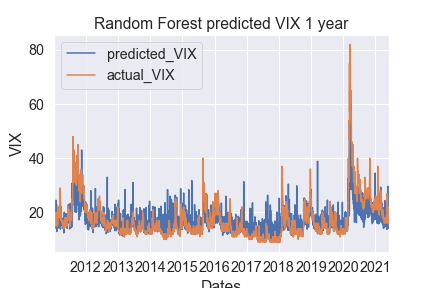 Random Forest predicted VIX 1 year
predicted_VIX
actual_VIX
80
60
40
20
VIX
2012 2013 2014 2015 2016 2017 2018 2019 2020 2021
Dates